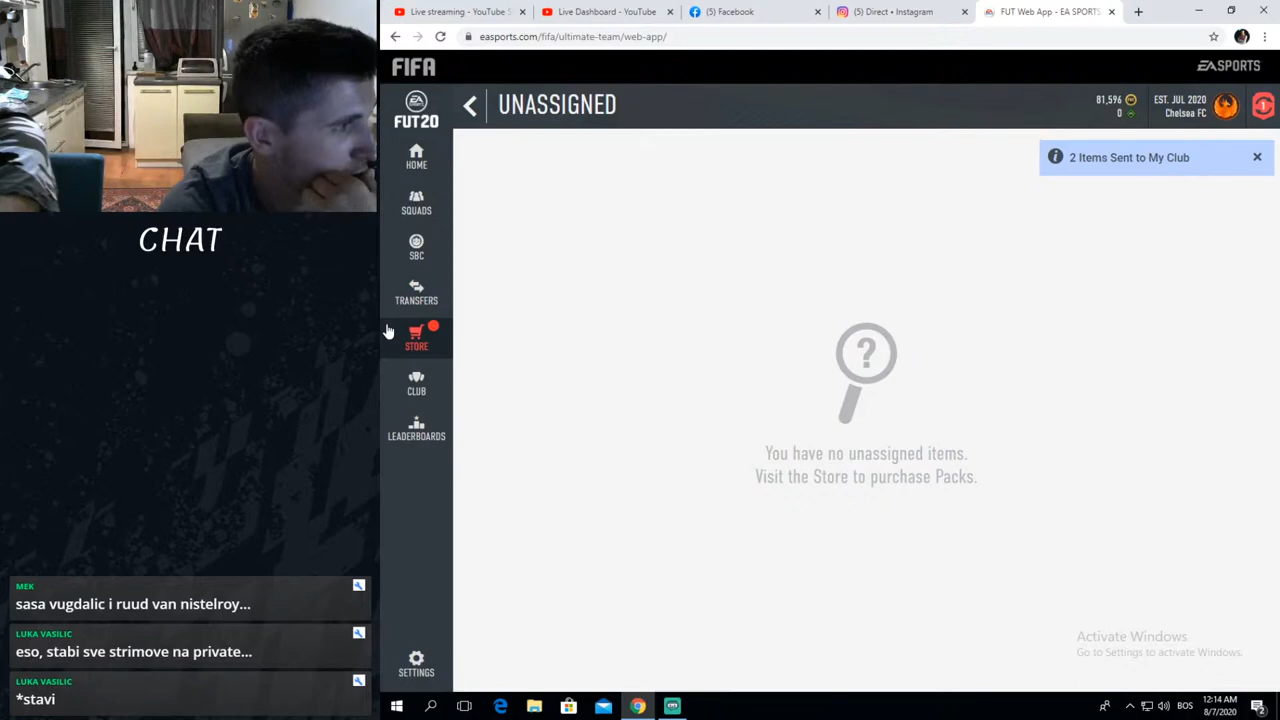 Live streaming - YouTube S
Live Dashboard - YouTube
(5) Facebook
(5) Direct • Instagram
FUT Web App - EA SPORTS
easports.com/fifa/ultimate-team/web-app/
FIFA
EA SPORTS
EA SPORTS
FUT20
UNASSIGNED
81,596
0
EST. JUL 2020
Chelsea FC
1
2 Items Sent to My Club
HOME
SQUADS
SBC
TRANSFERS
STORE
CLUB
LEADERBOARDS
SETTINGS
?
You have no unassigned items.
Visit the Store to purchase Packs.
CHAT
MEK
sasa vugdalic i ruud van nistelroy...
LUKA VASILIC
eso, stabi sve strimove na private...
LUKA VASILIC
*stavi
Activate Windows
Go to Settings to activate Windows.
BOS
12:14 AM
8/7/2020
2